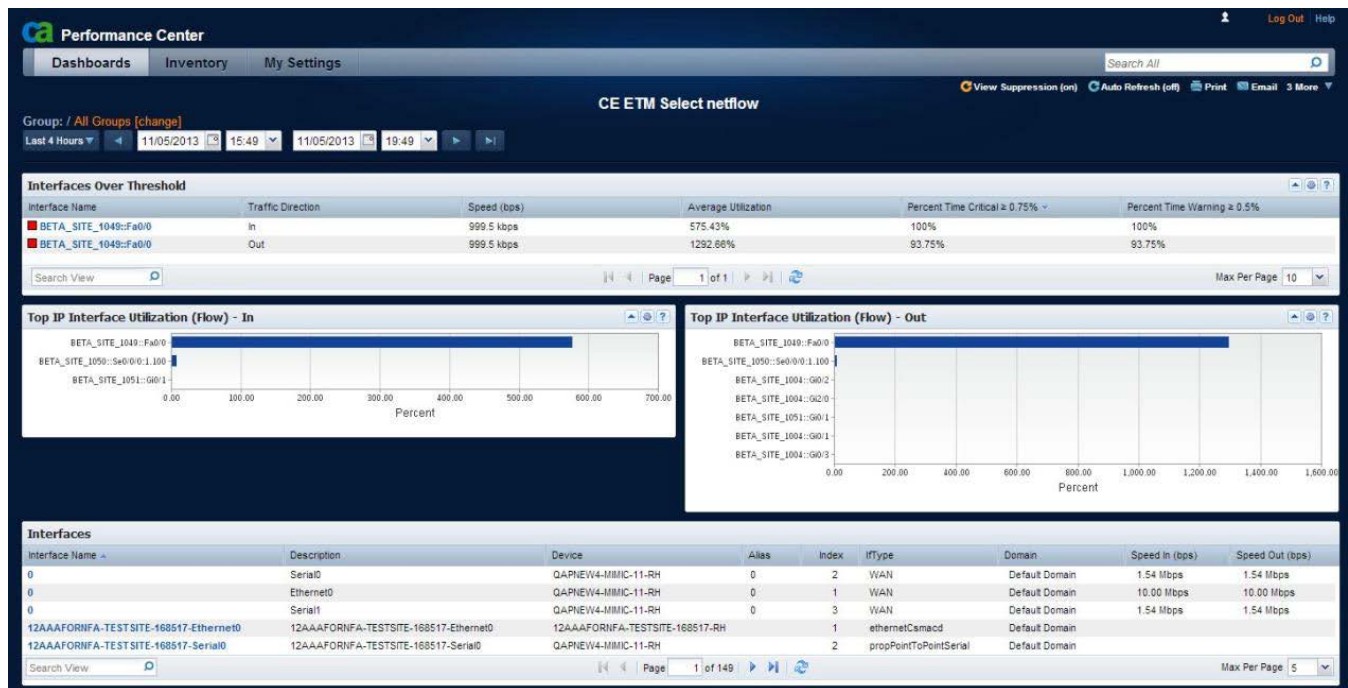 Log Out Help
ca Performance Center
Dashboards Inventory My Settings Search All
View Suppression (on) Auto Refresh (off) Print Email 3 More
CE ETM Select netflow
Group: / All Groups [change]
Last 4 Hours 11/05/2013 15:49 11/05/2013 19:49
Interfaces Over Threshold
Interface Name Traffic Direction Speed (bps) Average Utilization Percent Time Critical ≥ 0.75% Percent Time Warning ≥ 0.5%
BETA_SITE_1049::Fa0/0 In 999.5 kbps 575.43% 100% 100%
BETA_SITE_1049::Fa0/0 Out 999.5 kbps 1292.66% 93.75% 93.75%
Search View Page 1 of 1 Max Per Page 10
Top IP Interface Utilization (Flow) - In
BETA_SITE_1049::Fa0/0
BETA_SITE_1050::Se0/0/0:1.100
BETA_SITE_1051::Gi0/1
0.00 100.00 200.00 300.00 400.00 500.00 600.00 700.00
Percent
Top IP Interface Utilization (Flow) - Out
BETA_SITE_1049::Fa0/0
BETA_SITE_1050::Se0/0/0:1.100
BETA_SITE_1004::Gi0/2
BETA_SITE_1004::Gi2/0
BETA_SITE_1051::Gi0/1
BETA_SITE_1004::Gi0/1
BETA_SITE_1004::Gi0/3
0.00 200.00 400.00 600.00 800.00 1,000.00 1,200.00 1,400.00 1,600.00
Percent
Interfaces
Interface Name Description Device Alias Index IfType Domain Speed In (bps) Speed Out (bps)
0 Serial0 QAPNEW4-MIMIC-11-RH 0 2 WAN Default Domain 1.54 Mbps 1.54 Mbps
0 Ethernet0 QAPNEW4-MIMIC-11-RH 0 1 WAN Default Domain 10.00 Mbps 10.00 Mbps
0 Serial1 QAPNEW4-MIMIC-11-RH 0 3 WAN Default Domain 1.54 Mbps 1.54 Mbps
12AAAFORNFA-TESTSITE-168517-Ethernet0 12AAAFORNFA-TESTSITE-168517-Ethernet0 12AAAFORNFA-TESTSITE-168517-RH 1 ethernetCsmacd Default Domain
12AAAFORNFA-TESTSITE-168517-Serial0 12AAAFORNFA-TESTSITE-168517-Serial0 QAPNEW4-MIMIC-11-RH 2 propPointToPointSerial Default Domain
Search View Page 1 of 149 Max Per Page 5